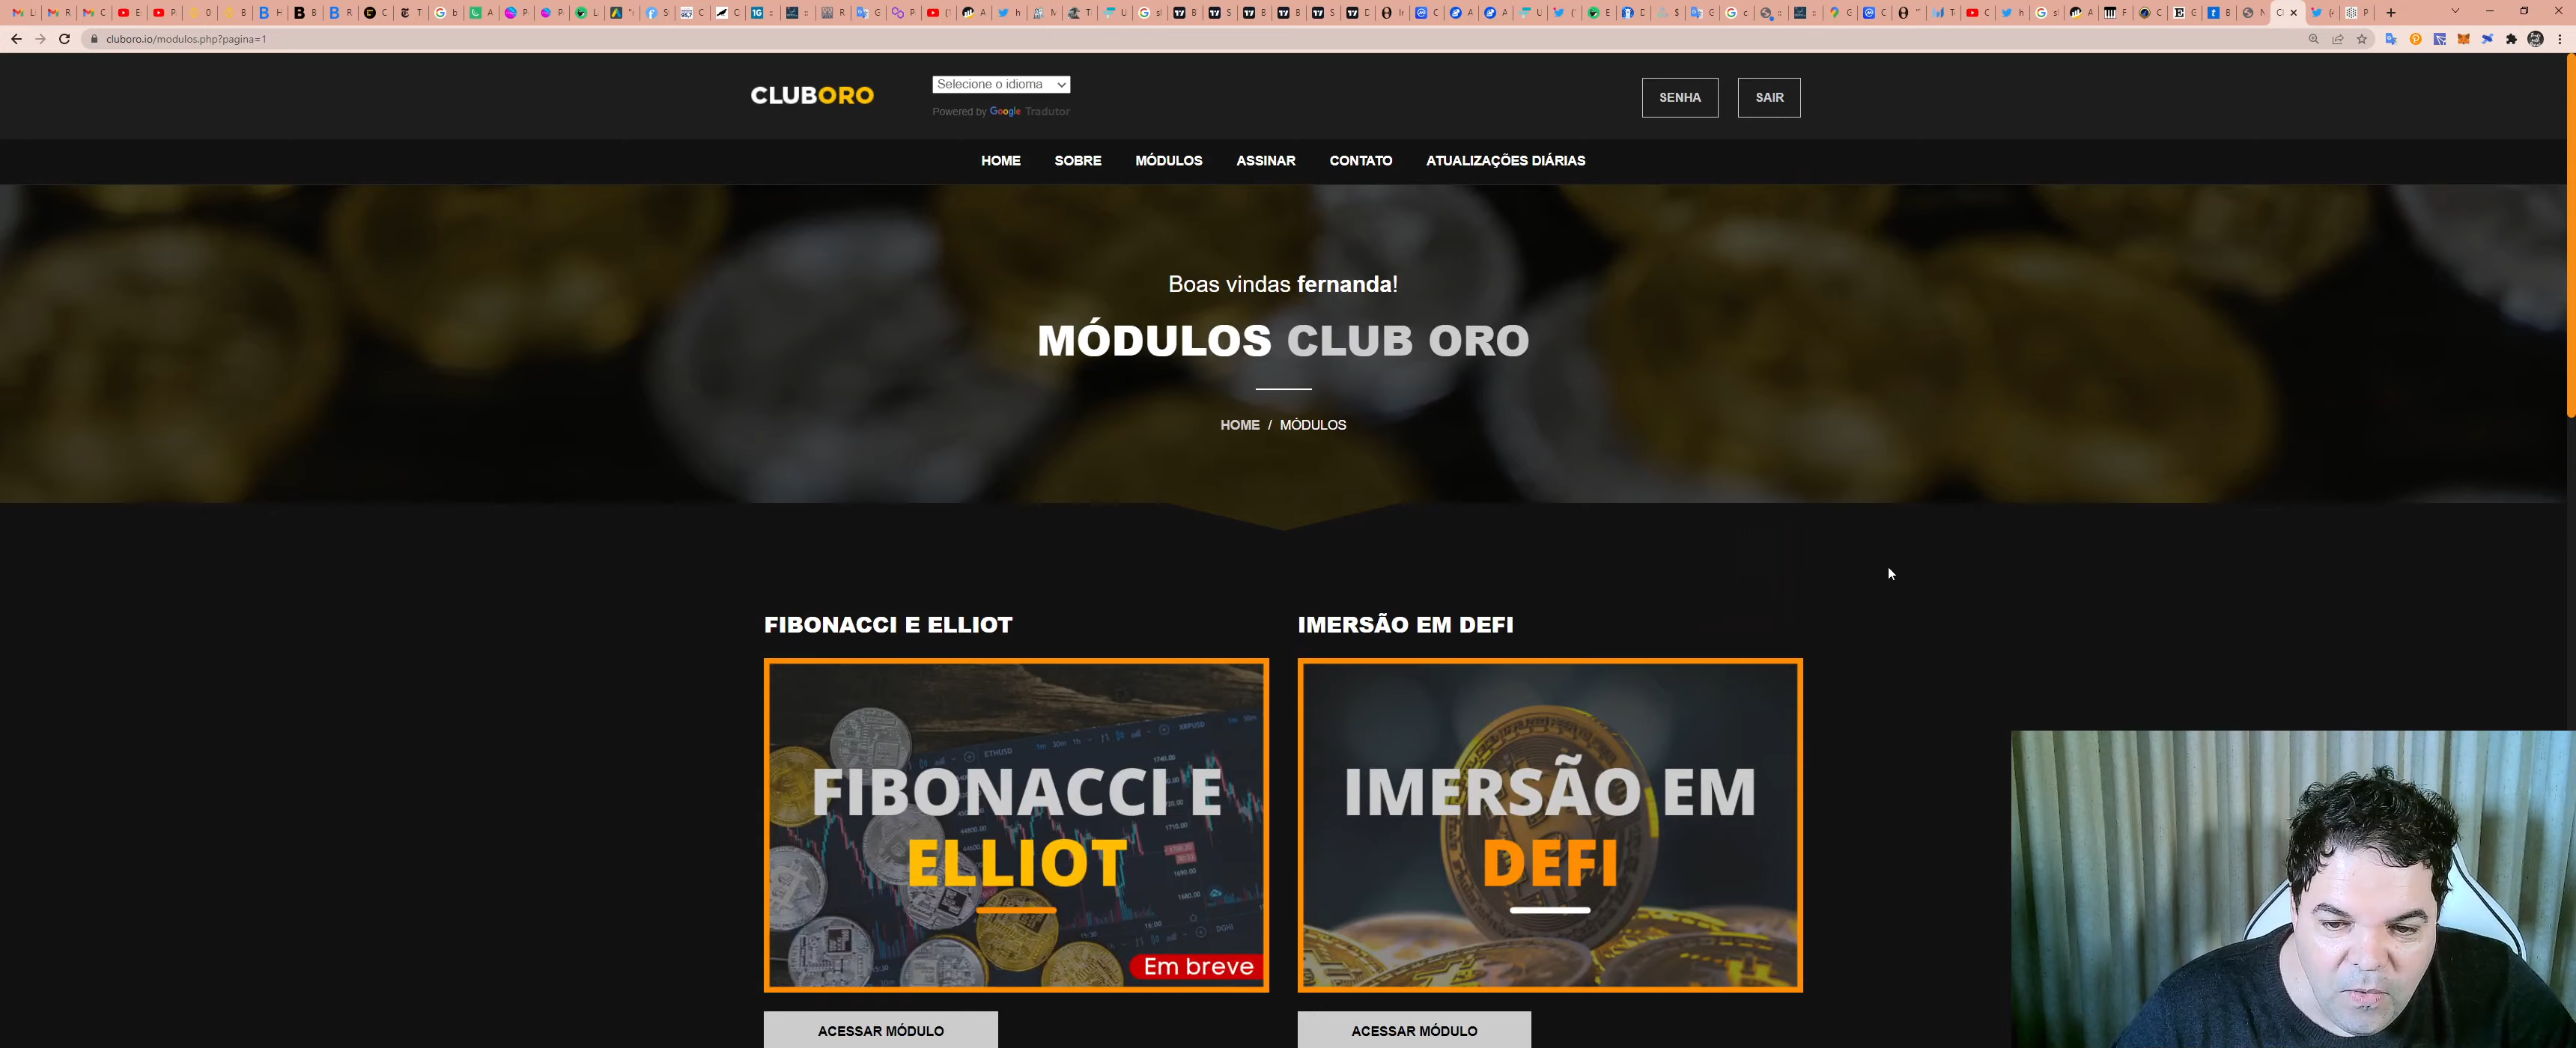 cluboro.io/modulos.php?pagina=1
CLUBORO
Selecione o idioma
Powered by Google Tradutor
SENHA
SAIR
HOME
SOBRE
MÓDULOS
ASSINAR
CONTATO
ATUALIZAÇÕES DIÁRIAS
Boas vindas fernanda!
MÓDULOS CLUB ORO
HOME / MÓDULOS
FIBONACCI E ELLIOT
IMERSÃO EM DEFI
ETHUSD
XRPUSD
FIBONACCI E
ELLIOT
Em breve
IMERSÃO EM
DEFI
ACESSAR MÓDULO
ACESSAR MÓDULO